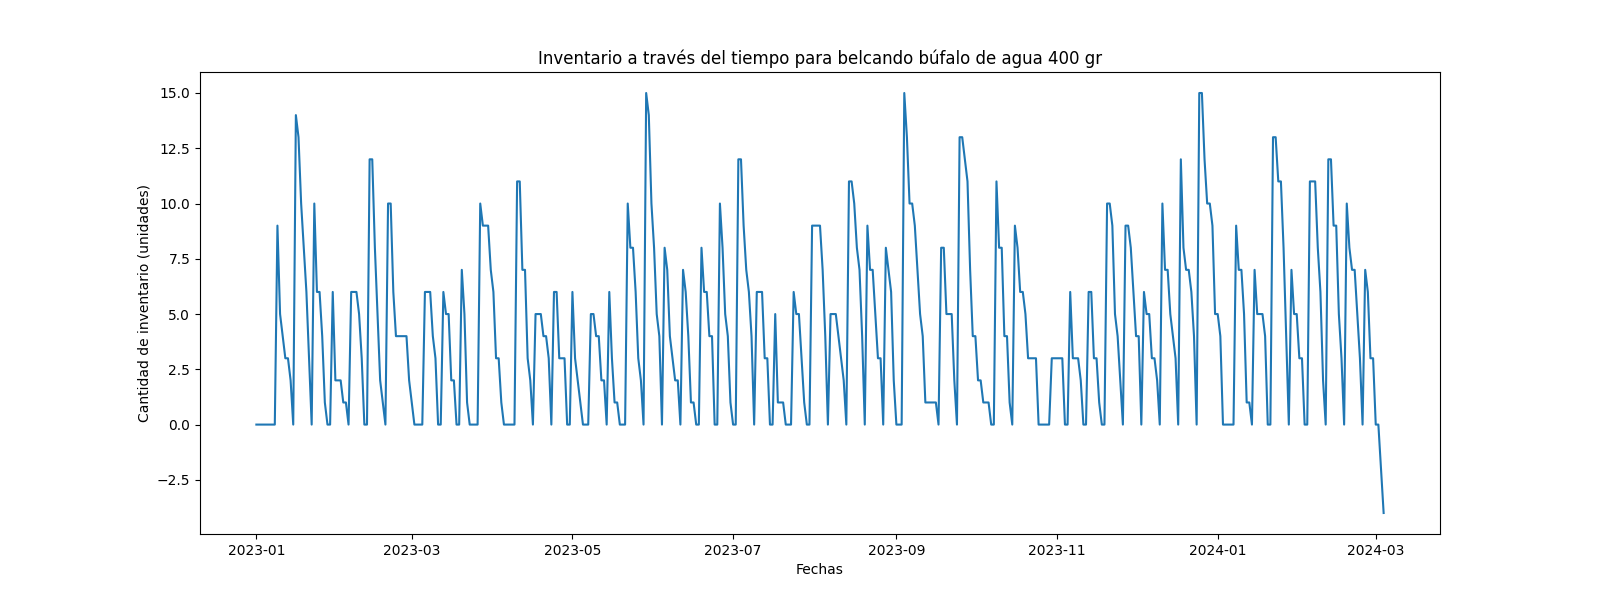 Inventario a través del tiempo para belcando búfalo de agua 400 gr
15.0
12.5
10.0
7.5
5.0
2.5
0.0
−2.5
Cantidad de inventario (unidades)
2023-01 2023-03 2023-05 2023-07 2023-09 2023-11 2024-01 2024-03
Fechas